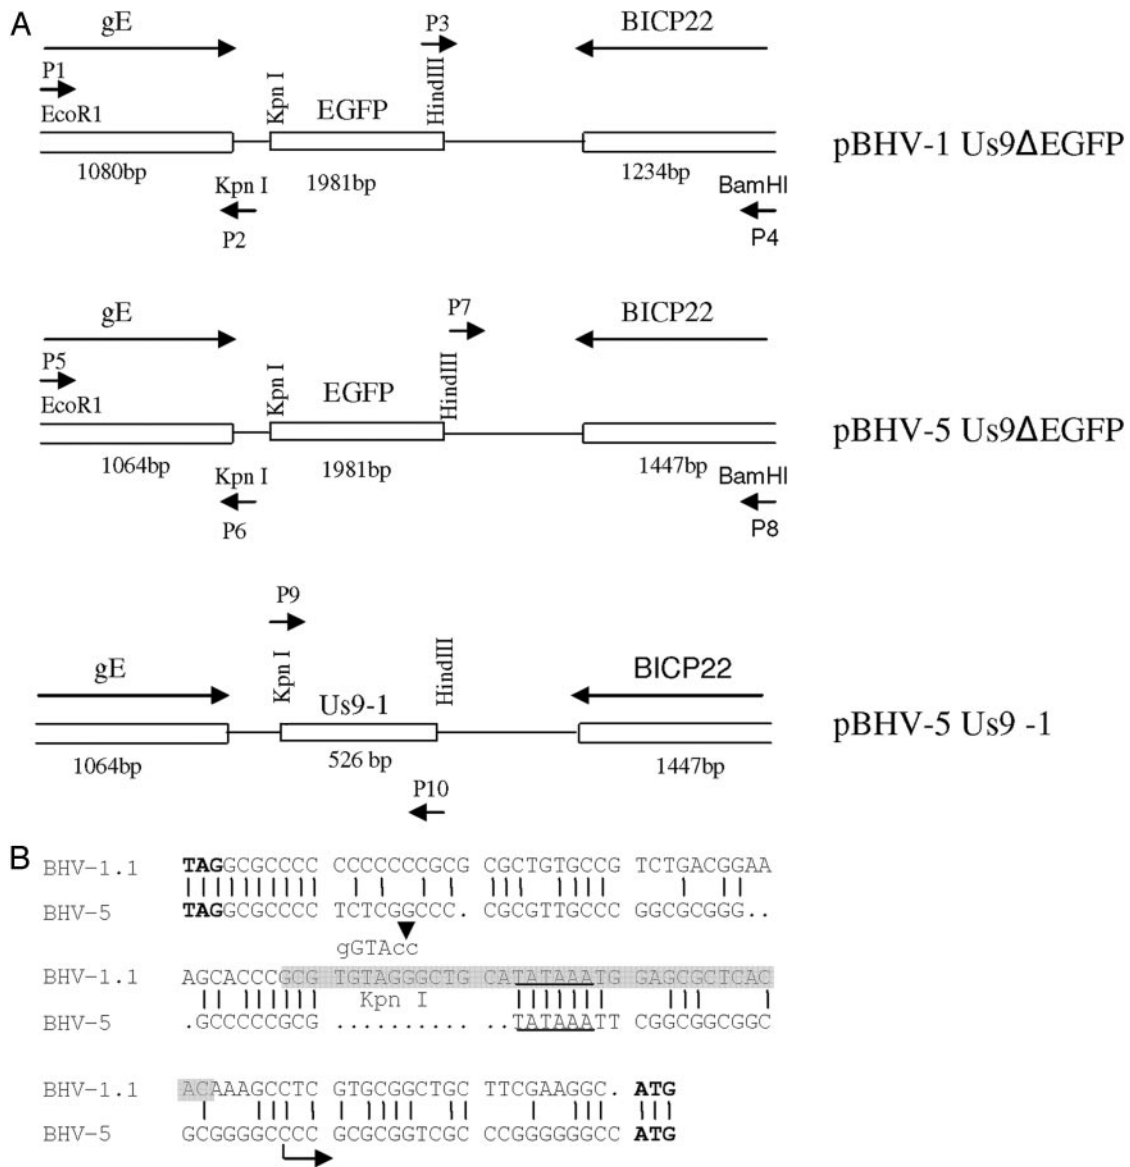 A
gE
P3
BICP22
P1
EcoR1
Kpn I
EGFP
HindIII
pBHV-1 Us9ΔEGFP
1080bp
1981bp
1234bp
Kpn I
BamHI
P2
P4
gE
P7
BICP22
P5
EcoR1
Kpn I
EGFP
HindIII
pBHV-5 Us9ΔEGFP
1064bp
1981bp
1447bp
Kpn I
BamHI
P6
P8
P9
gE
Kpn I
HindIII
BICP22
Us9-1
pBHV-5 Us9 -1
1064bp
526 bp
1447bp
P10
B
BHV-1.1 TAGGCGCCCC CCCCCCCGCG CGCTGTGCCG TCTGACGGAA
BHV-5 TAGGCGCCCC TCTCGGCCC. CGCGTTGCCC GGCGCGGG..
gGTAcc
BHV-1.1 AGCACCCGCG TGTAGGGCTG CATATAAATG GAGCGCTCAC
Kpn I
BHV-5 .GCCCCCGCG .......... ..TATAAATT CGGCGGCGGC
BHV-1.1 ACAAAGCCTC GTGCGGCTGC TTCGAAGGC. ATG
BHV-5 GCGGGGCCCC GCGCGGTCGC CCGGGGGGCC ATG